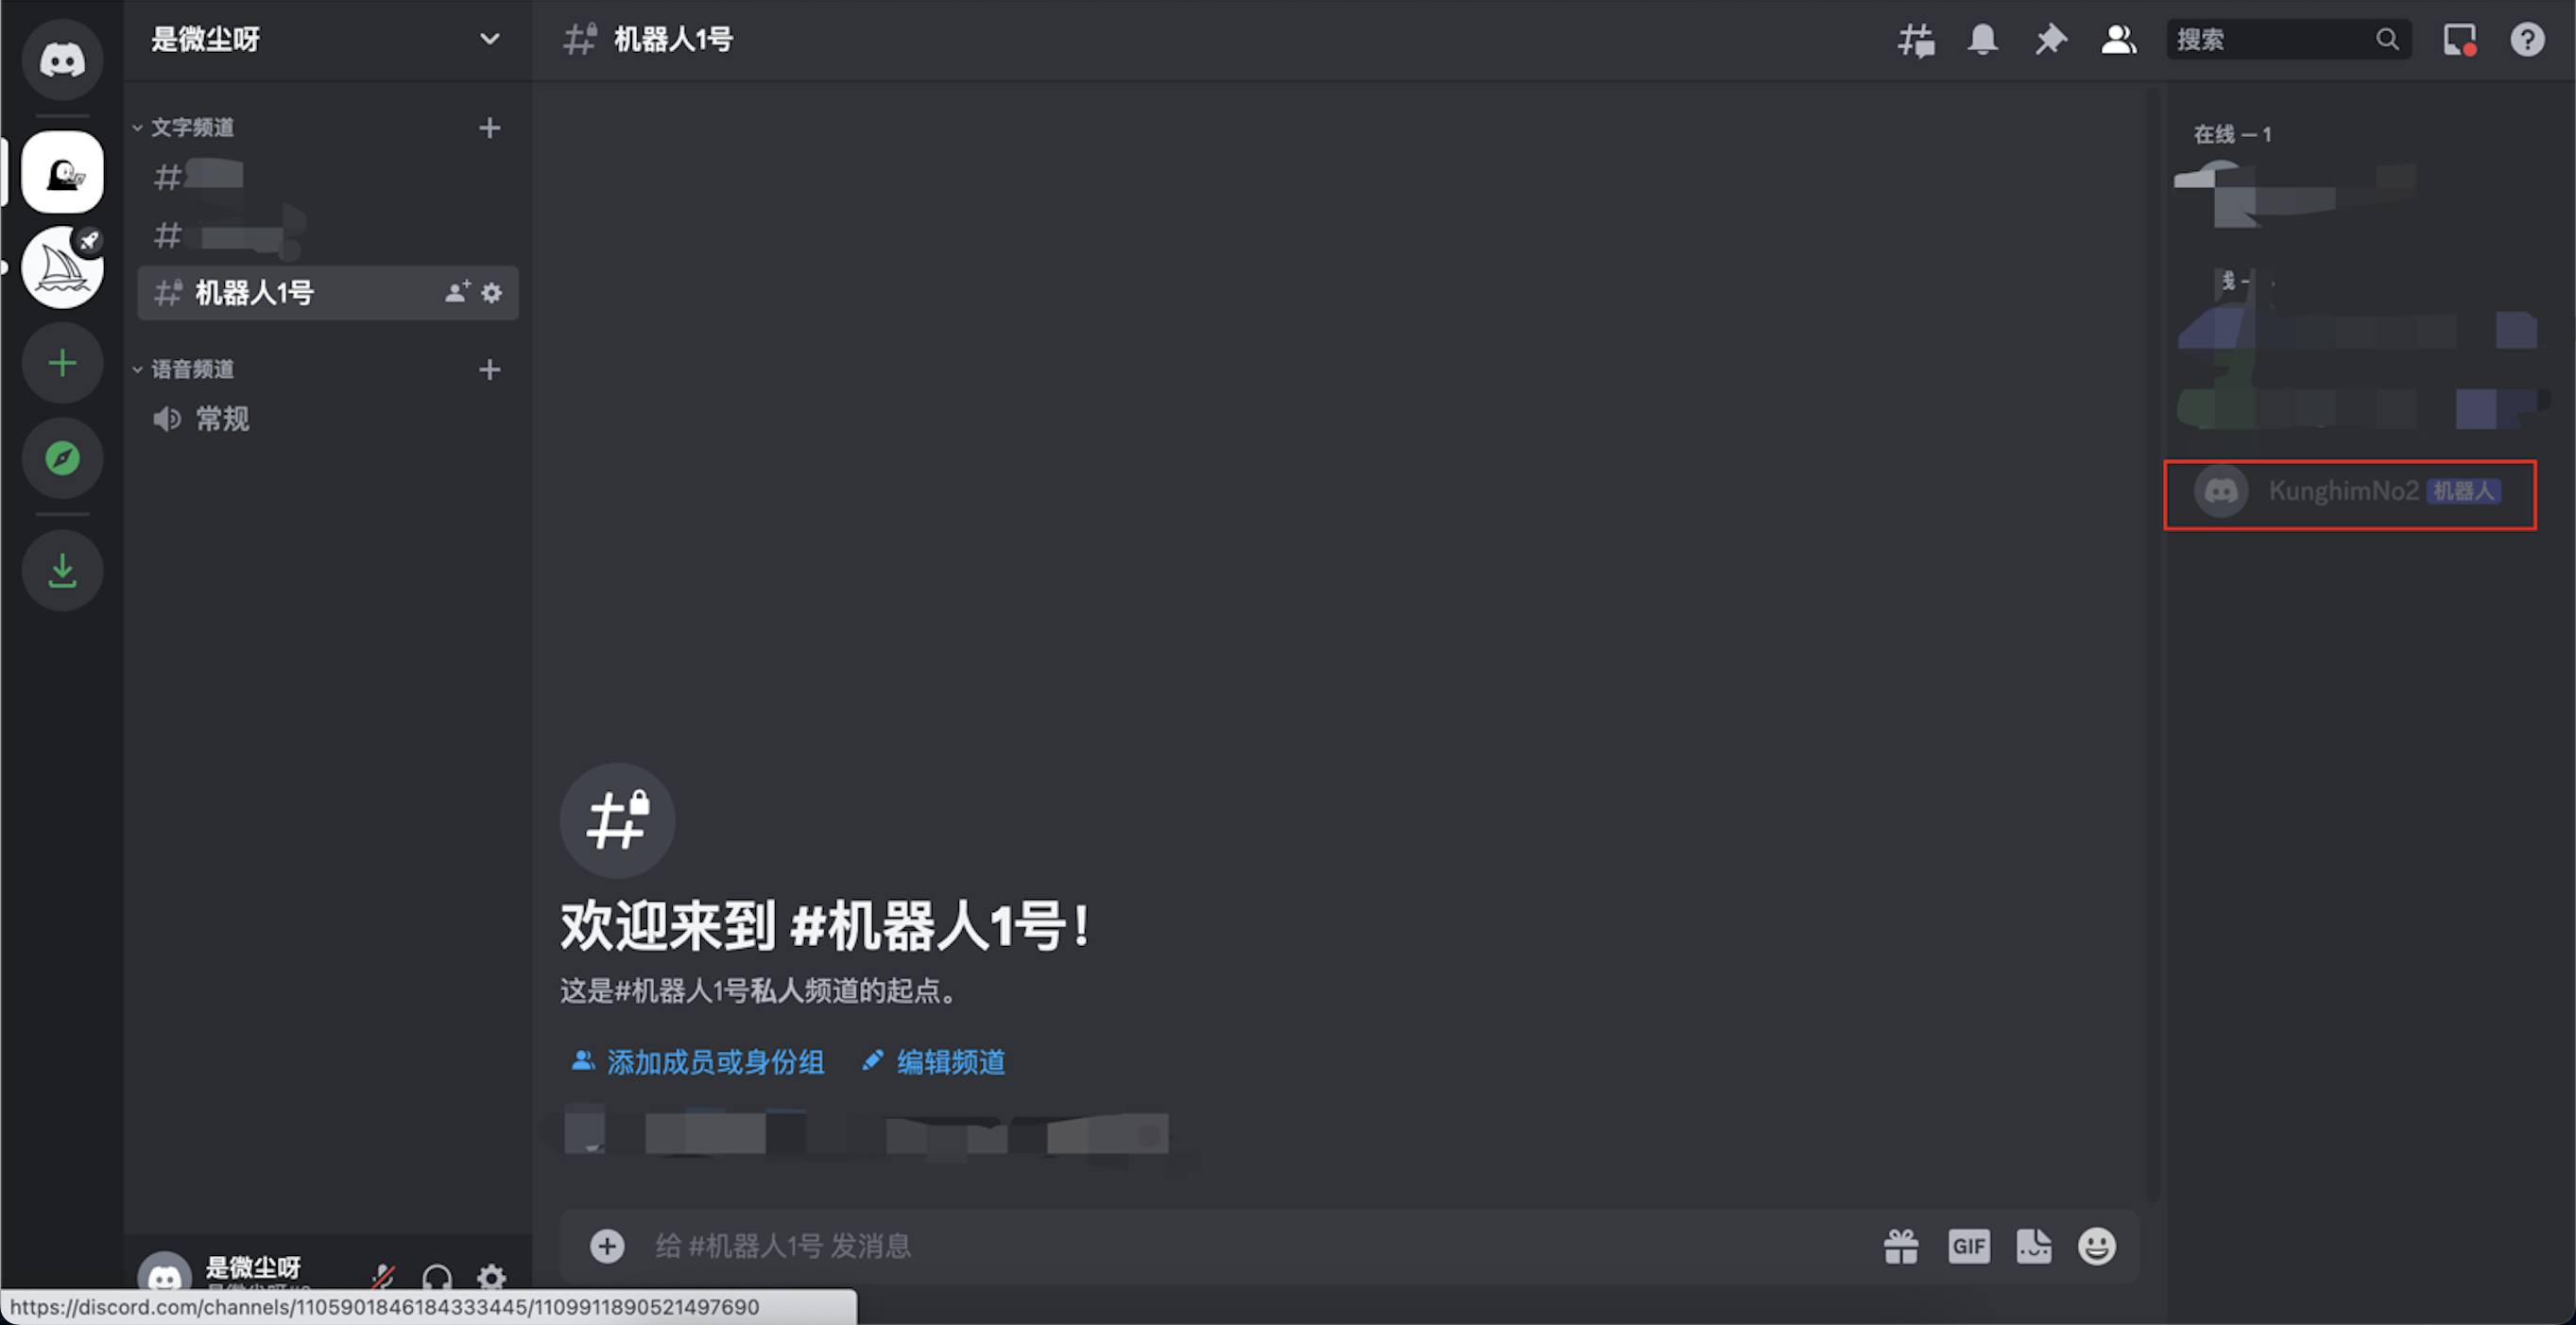 是微尘呀
文字频道
#
#
机器人1号
语音频道
常规
是微尘呀
https://discord.com/channels/1105901846184333445/1109911890521497690
机器人1号
搜索
欢迎来到 #机器人1号！
这是#机器人1号私人频道的起点。
添加成员或身份组 编辑频道
给 #机器人1号 发消息
GIF
在线 — 1
KunghimNo2 机器人